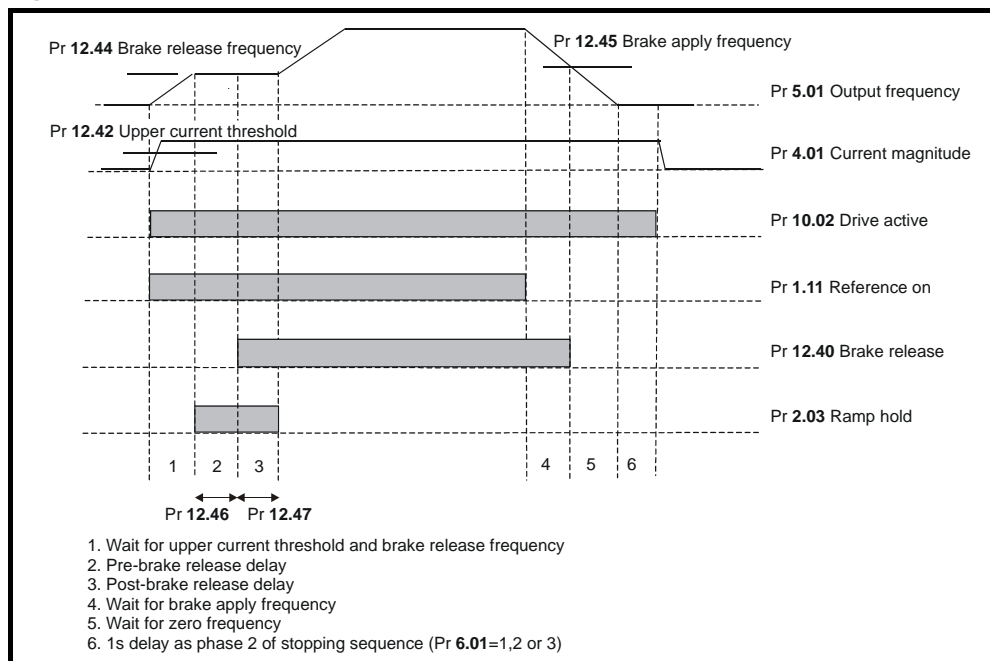 Pr 12.44 Brake release frequency
Pr 12.45 Brake apply frequency
Pr 5.01 Output frequency
Pr 12.42 Upper current threshold
Pr 4.01 Current magnitude
Pr 10.02 Drive active
Pr 1.11 Reference on
Pr 12.40 Brake release
Pr 2.03 Ramp hold
1 2 3 4 5 6
Pr 12.46 Pr 12.47
1. Wait for upper current threshold and brake release frequency
2. Pre-brake release delay
3. Post-brake release delay
4. Wait for brake apply frequency
5. Wait for zero frequency
6. 1s delay as phase 2 of stopping sequence (Pr 6.01=1,2 or 3)